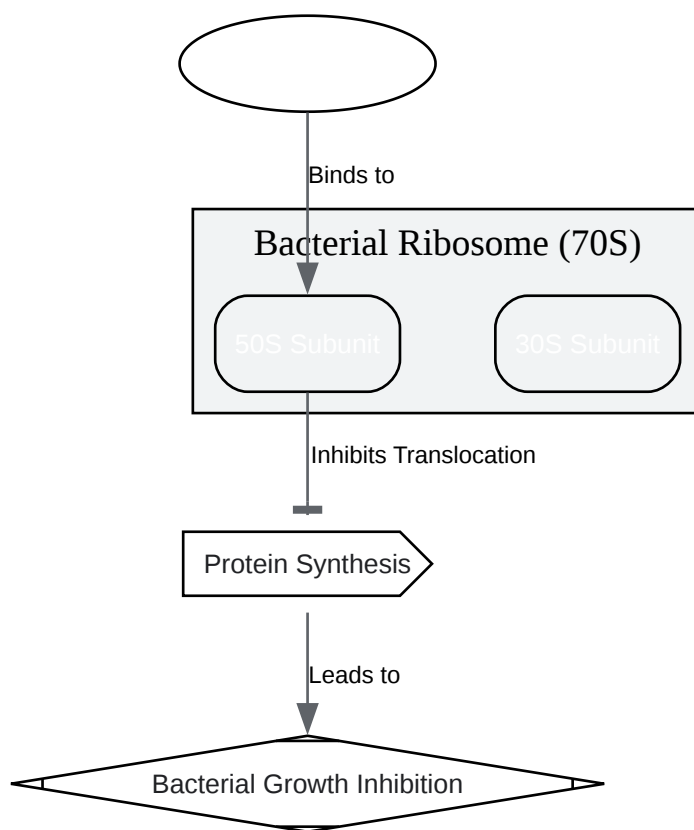 Binds to
Bacterial Ribosome (70S)
50S Subunit
30S Subunit
Inhibits Translocation
Protein Synthesis
Leads to
Bacterial Growth Inhibition